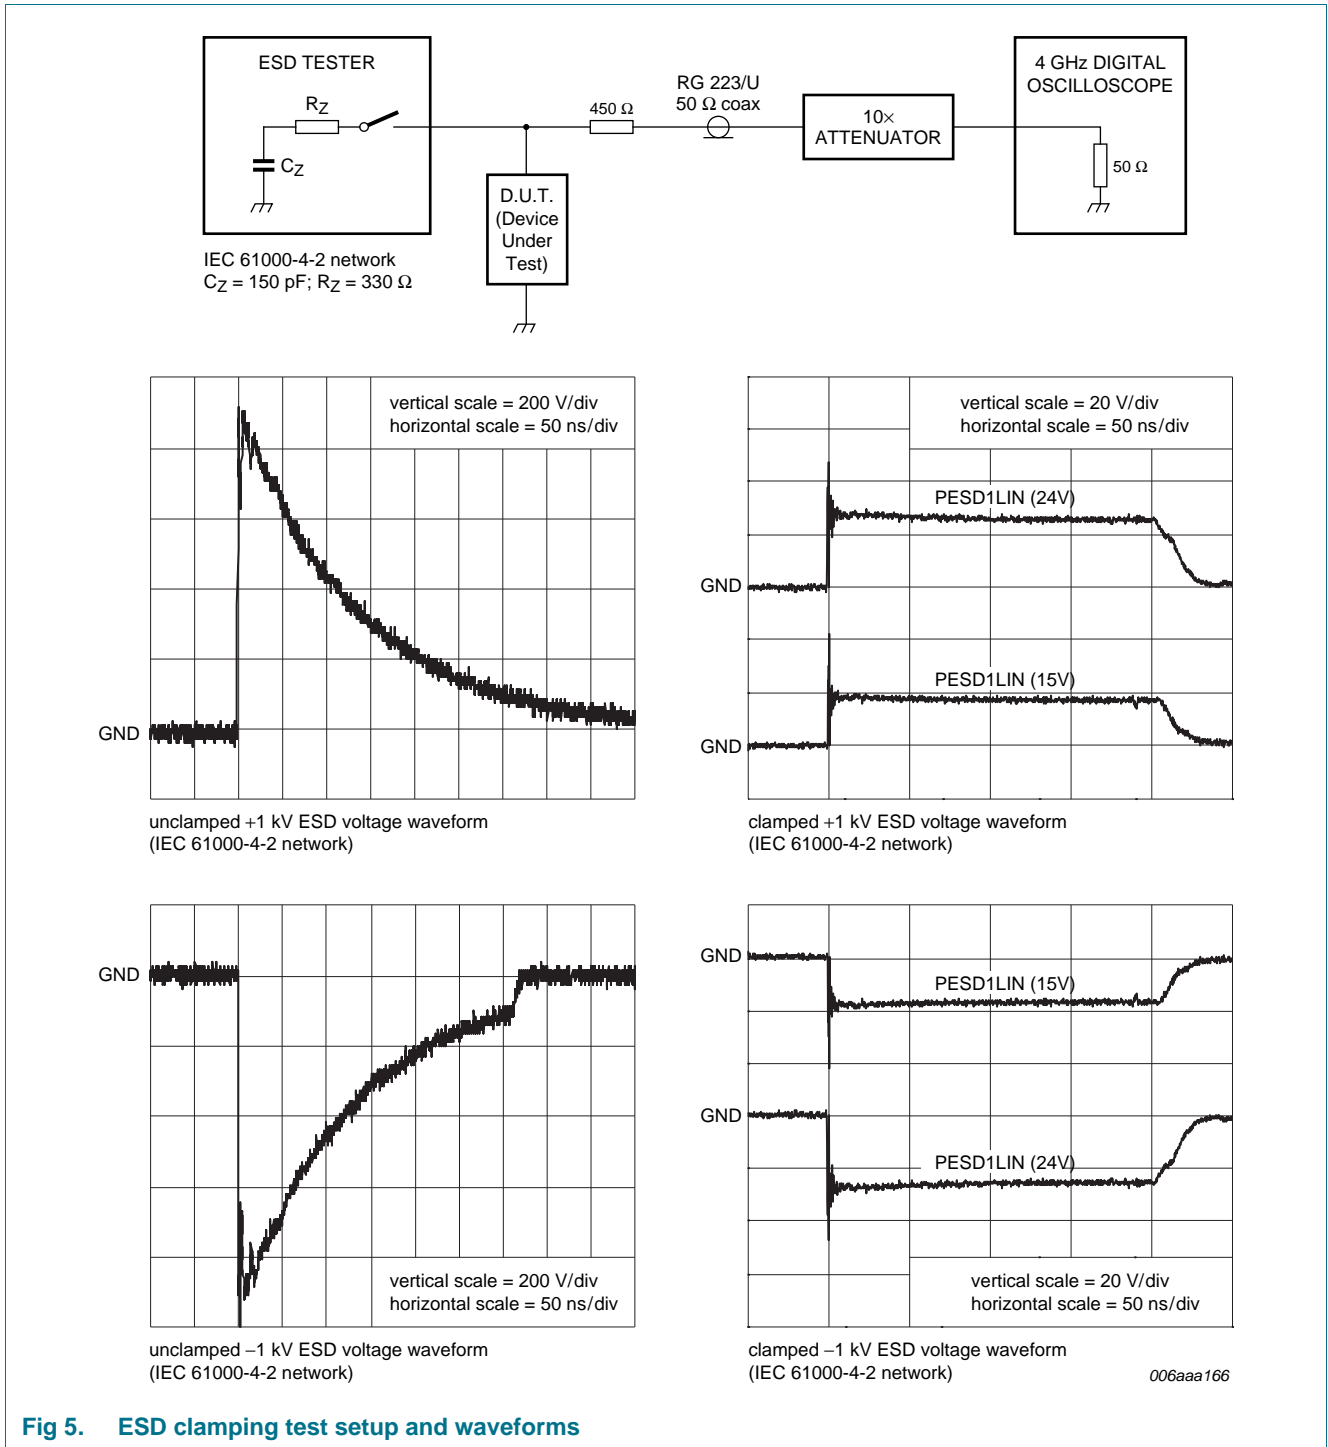 ESD TESTER
RZ
CZ
IEC 61000-4-2 network
CZ = 150 pF; RZ = 330 Ω
D.U.T.
(Device
Under
Test)
450 Ω
RG 223/U
50 Ω coax
10×
ATTENUATOR
4 GHz DIGITAL
OSCILLOSCOPE
50 Ω
vertical scale = 200 V/div
horizontal scale = 50 ns/div
GND
unclamped +1 kV ESD voltage waveform
(IEC 61000-4-2 network)
vertical scale = 20 V/div
horizontal scale = 50 ns/div
PESD1LIN (24V)
GND
PESD1LIN (15V)
GND
clamped +1 kV ESD voltage waveform
(IEC 61000-4-2 network)
GND
vertical scale = 200 V/div
horizontal scale = 50 ns/div
unclamped −1 kV ESD voltage waveform
(IEC 61000-4-2 network)
GND
PESD1LIN (15V)
GND
PESD1LIN (24V)
vertical scale = 20 V/div
horizontal scale = 50 ns/div
clamped −1 kV ESD voltage waveform
(IEC 61000-4-2 network)
006aaa166
Fig 5. ESD clamping test setup and waveforms